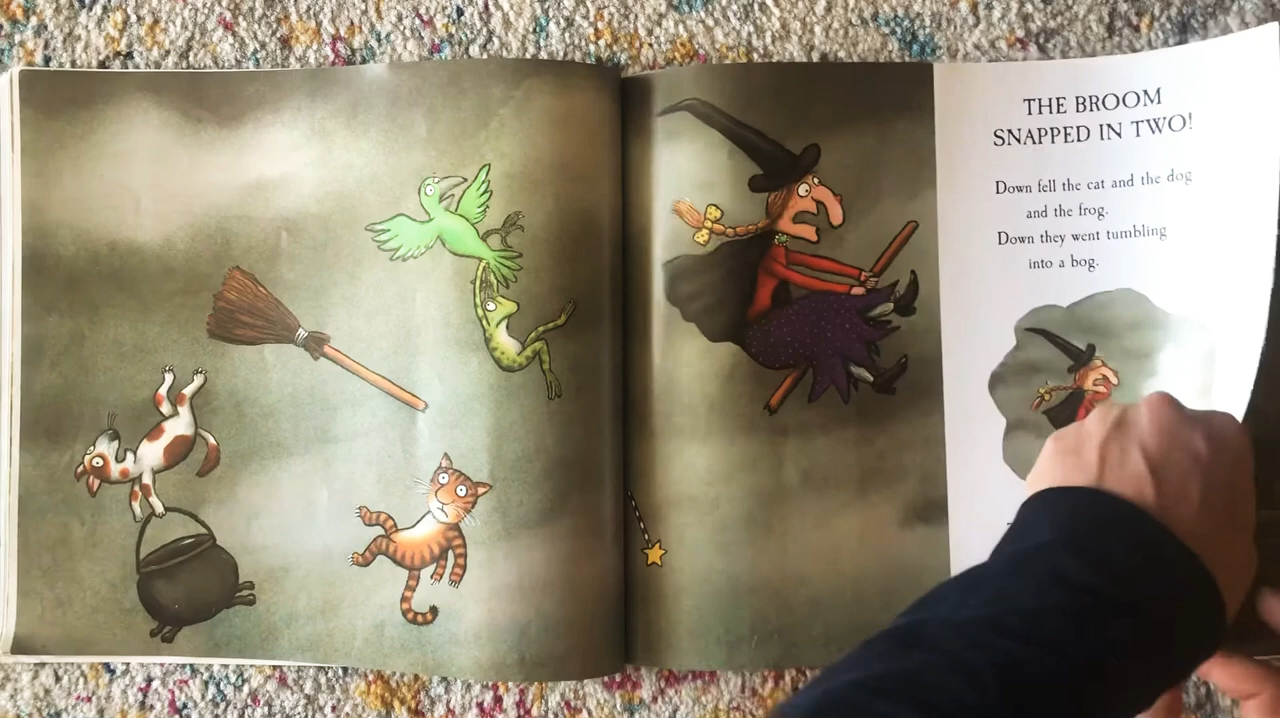 THE BROOM
SNAPPED IN TWO!
Down fell the cat and the dog
and the frog.
Down they went tumbling
into a bog.